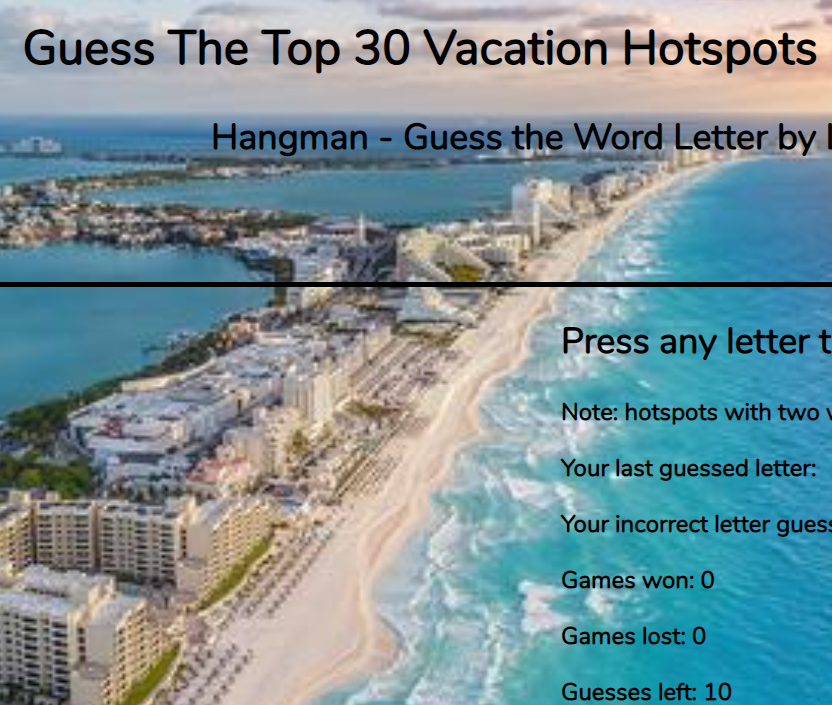 Guess The Top 30 Vacation Hotspots
Hangman - Guess the Word Letter by
Press any letter t
Note: hotspots with two
Your last guessed letter:
Your incorrect letter guess
Games won: 0
Games lost: 0
Guesses left: 10